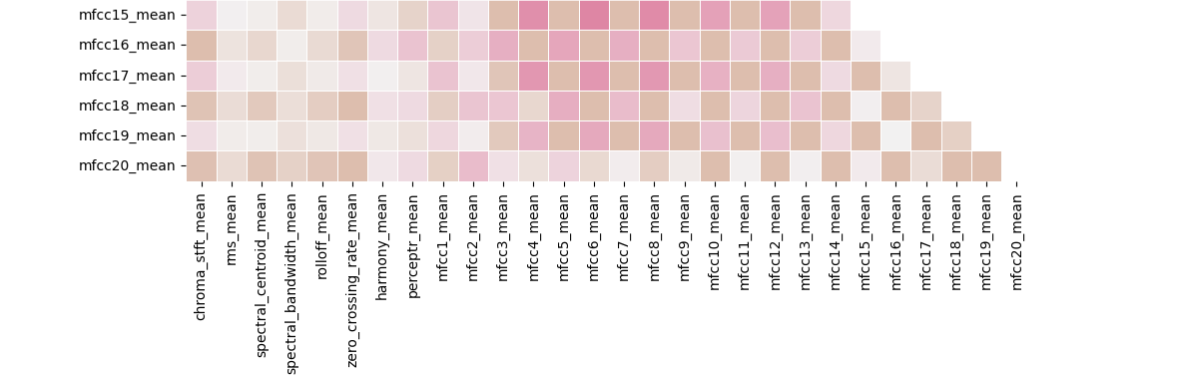 mfcc15_mean
mfcc16_mean
mfcc17_mean
mfcc18_mean
mfcc19_mean
mfcc20_mean
chroma_stft_mean
rms_mean
spectral_centroid_mean
spectral_bandwidth_mean
rolloff_mean
zero_crossing_rate_mean
harmony_mean
perceptr_mean
mfcc1_mean
mfcc2_mean
mfcc3_mean
mfcc4_mean
mfcc5_mean
mfcc6_mean
mfcc7_mean
mfcc8_mean
mfcc9_mean
mfcc10_mean
mfcc11_mean
mfcc12_mean
mfcc13_mean
mfcc14_mean
mfcc15_mean
mfcc16_mean
mfcc17_mean
mfcc18_mean
mfcc19_mean
mfcc20_mean